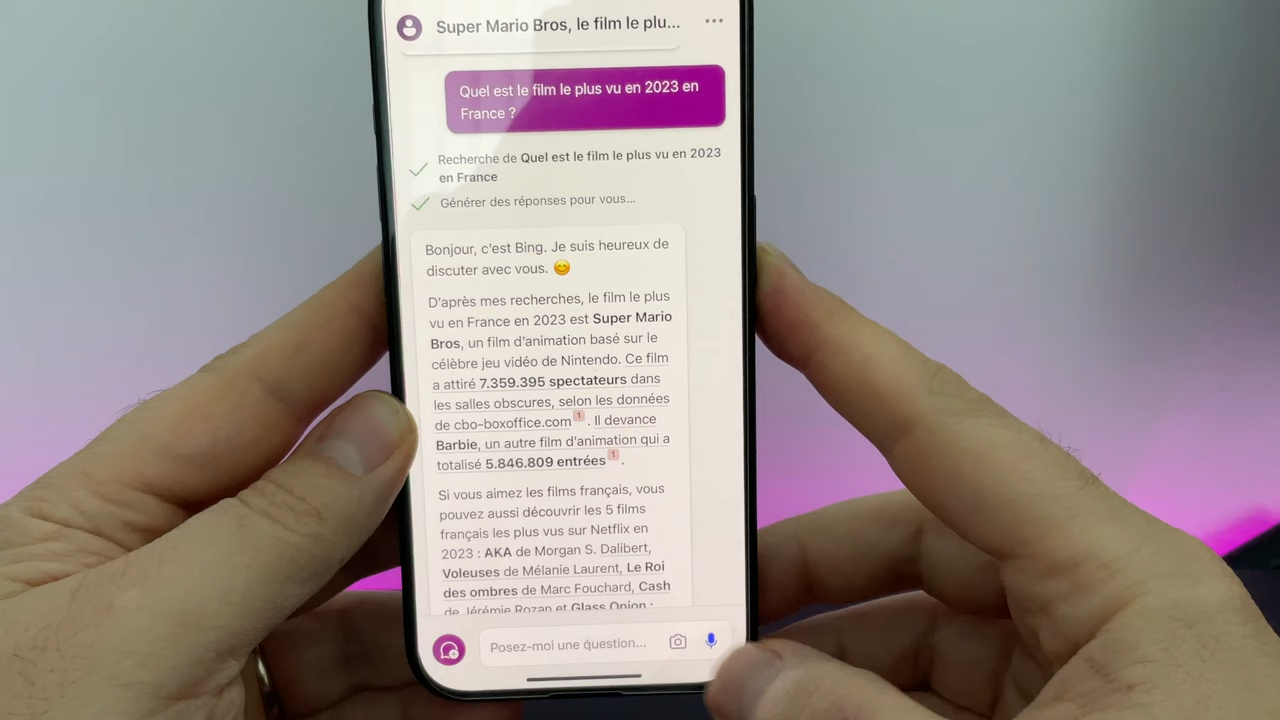 Super Mario Bros, le film le plu...
Quel est le film le plus vu en 2023 en
France ?
Recherche de Quel est le film le plus vu en 2023
en France
Générer des réponses pour vous...
Bonjour, c'est Bing. Je suis heureux de
discuter avec vous. 😊
D'après mes recherches, le film le plus
vu en France en 2023 est Super Mario
Bros, un film d'animation basé sur le
célèbre jeu vidéo de Nintendo. Ce film
a attiré 7.359.395 spectateurs dans
les salles obscures, selon les données
de cbo-boxoffice.com 1 . Il devance
Barbie, un autre film d'animation qui a
totalisé 5.846.809 entrées 1 .
Si vous aimez les films français, vous
pouvez aussi découvrir les 5 films
français les plus vus sur Netflix en
2023 : AKA de Morgan S. Dalibert,
Voleuses de Mélanie Laurent, Le Roi
des ombres de Marc Fouchard, Cash
de Jérémie Rozan et Glass Onion :
Posez-moi une question...